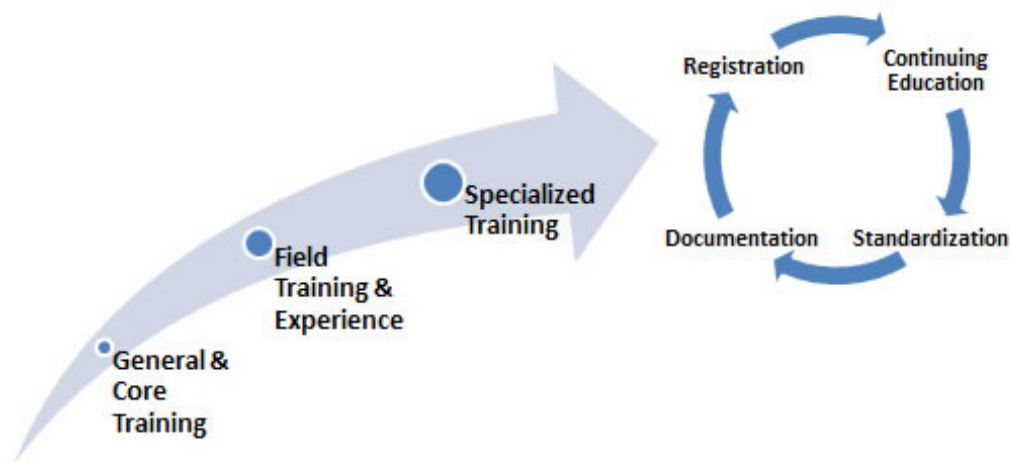 Registration
Continuing
Education
Specialized
Training
Documentation
Standardization
Field
Training &
Experience
General &
Core
Training